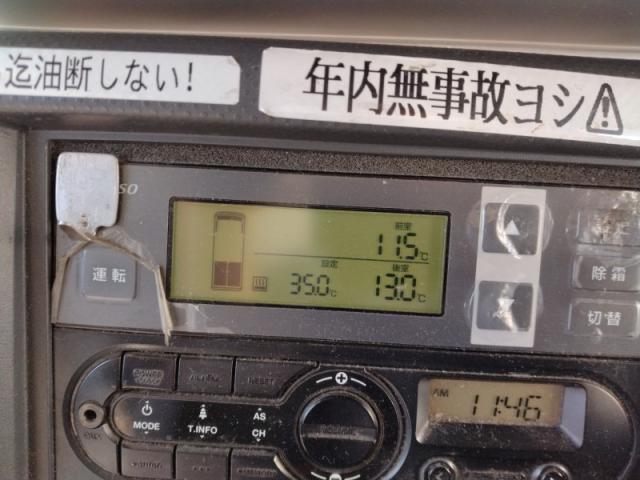 迄油断しない!
年内無事故ヨシ⚠
前室
11.5℃
設定
後室
35.0℃
13.0℃
運転
除霜
切替
AM 11:46
RESET
MODE
T.INFO
AS
CH